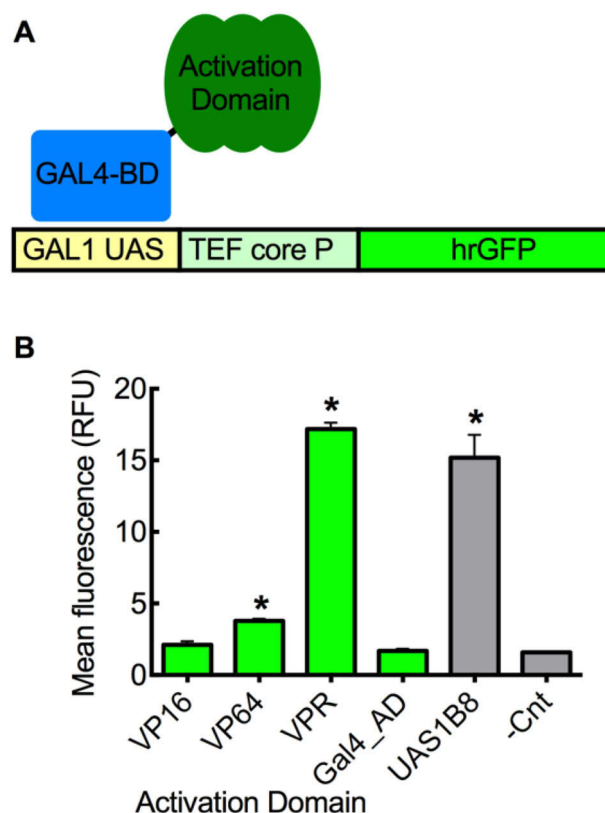 A
Activation
Domain
GAL4-BD
GAL1 UAS TEF core P hrGFP
B
Mean fluorescence (RFU)
20
15
10
5
0
* * *
VP16 VP64 VPR Gal4_AD UAS1B8 -Cnt
Activation Domain